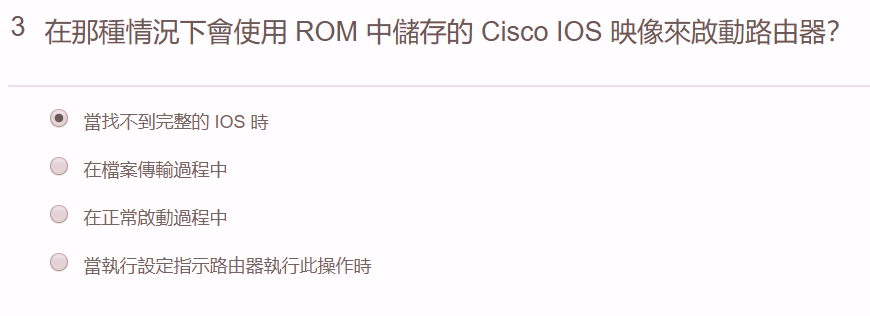 3 在那種情況下會使用 ROM 中儲存的 Cisco IOS 映像來啟動路由器?
當找不到完整的 IOS 時
在檔案傳輸過程中
在正常啟動過程中
當執行設定指示路由器執行此操作時